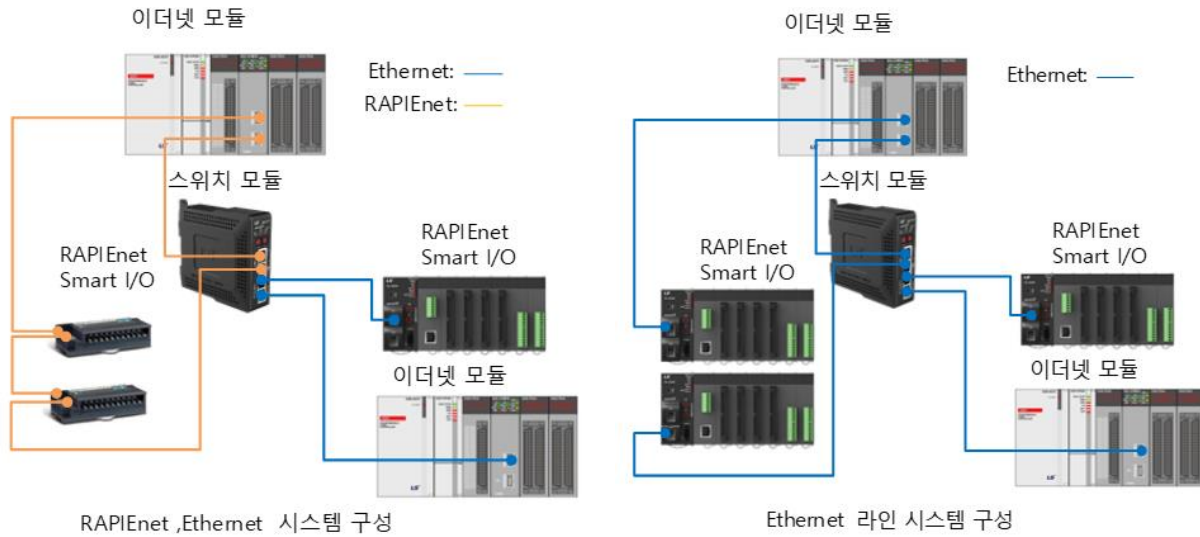 이더넷 모듈
Ethernet:
RAPIEnet:
스위치 모듈
RAPIEnet
Smart I/O
RAPIEnet
Smart I/O
이더넷 모듈
RAPIEnet ,Ethernet 시스템 구성
이더넷 모듈
Ethernet:
스위치 모듈
RAPIEnet
Smart I/O
RAPIEnet
Smart I/O
이더넷 모듈
Ethernet 라인 시스템 구성